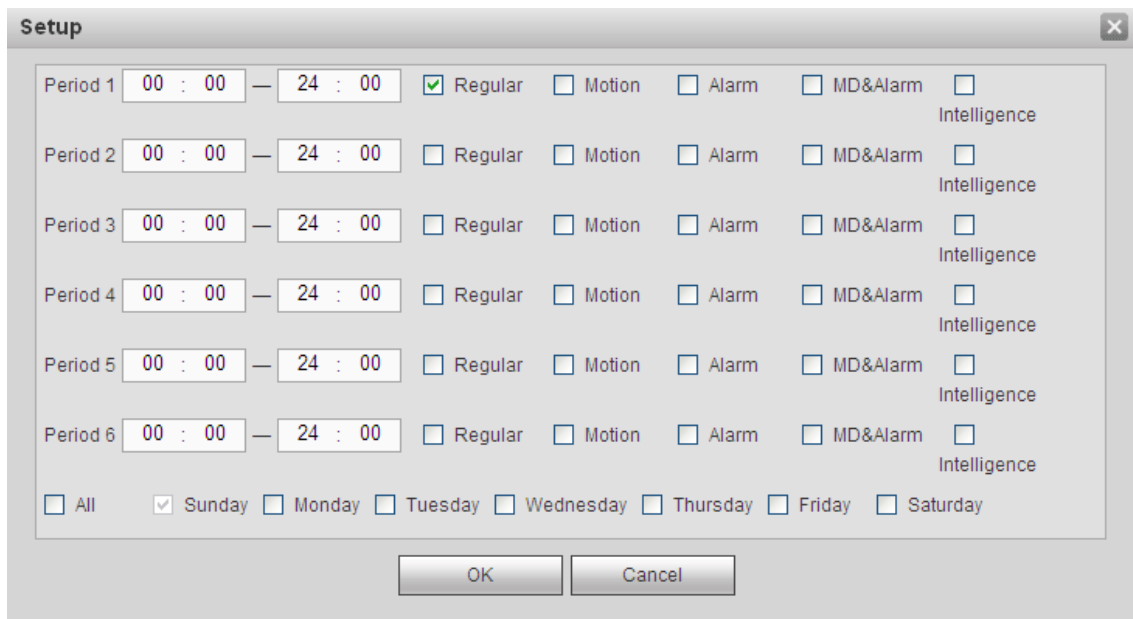 Setup
Period 1 00 : 00 — 24 : 00 Regular Motion Alarm MD&Alarm
Intelligence
Period 2 00 : 00 — 24 : 00 Regular Motion Alarm MD&Alarm
Intelligence
Period 3 00 : 00 — 24 : 00 Regular Motion Alarm MD&Alarm
Intelligence
Period 4 00 : 00 — 24 : 00 Regular Motion Alarm MD&Alarm
Intelligence
Period 5 00 : 00 — 24 : 00 Regular Motion Alarm MD&Alarm
Intelligence
Period 6 00 : 00 — 24 : 00 Regular Motion Alarm MD&Alarm
Intelligence
All Sunday Monday Tuesday Wednesday Thursday Friday Saturday
OK Cancel